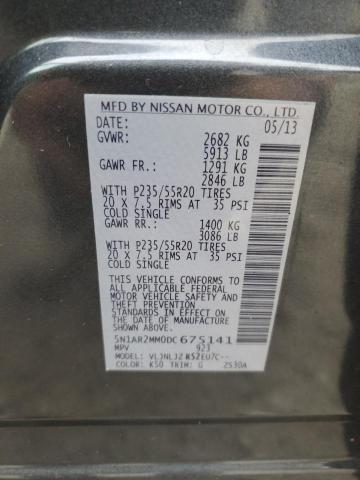 MFD BY NISSAN MOTOR CO., LTD.
DATE: 05/13
GVWR: 2682 KG
5913 LB
GAWR FR.: 1291 KG
2846 LB
WITH P235/55R20 TIRES
20 X 7.5 RIMS AT 35 PSI
COLD SINGLE
GAWR RR.: 1400 KG
3086 LB
WITH P235/55R20 TIRES
20 X 7.5 RIMS AT 35 PSI
COLD SINGLE
THIS VEHICLE CONFORMS TO
ALL APPLICABLE FEDERAL
MOTOR VEHICLE SAFETY
AND THEFT PREVENTION
STANDARDS IN EFFECT ON
THE DATE OF MANUFACTURE
SHOWN ABOVE.
5N1AR2MM0DC675141
MPV 923
MODEL:
COLOR: K50 TRIM: G 2530A